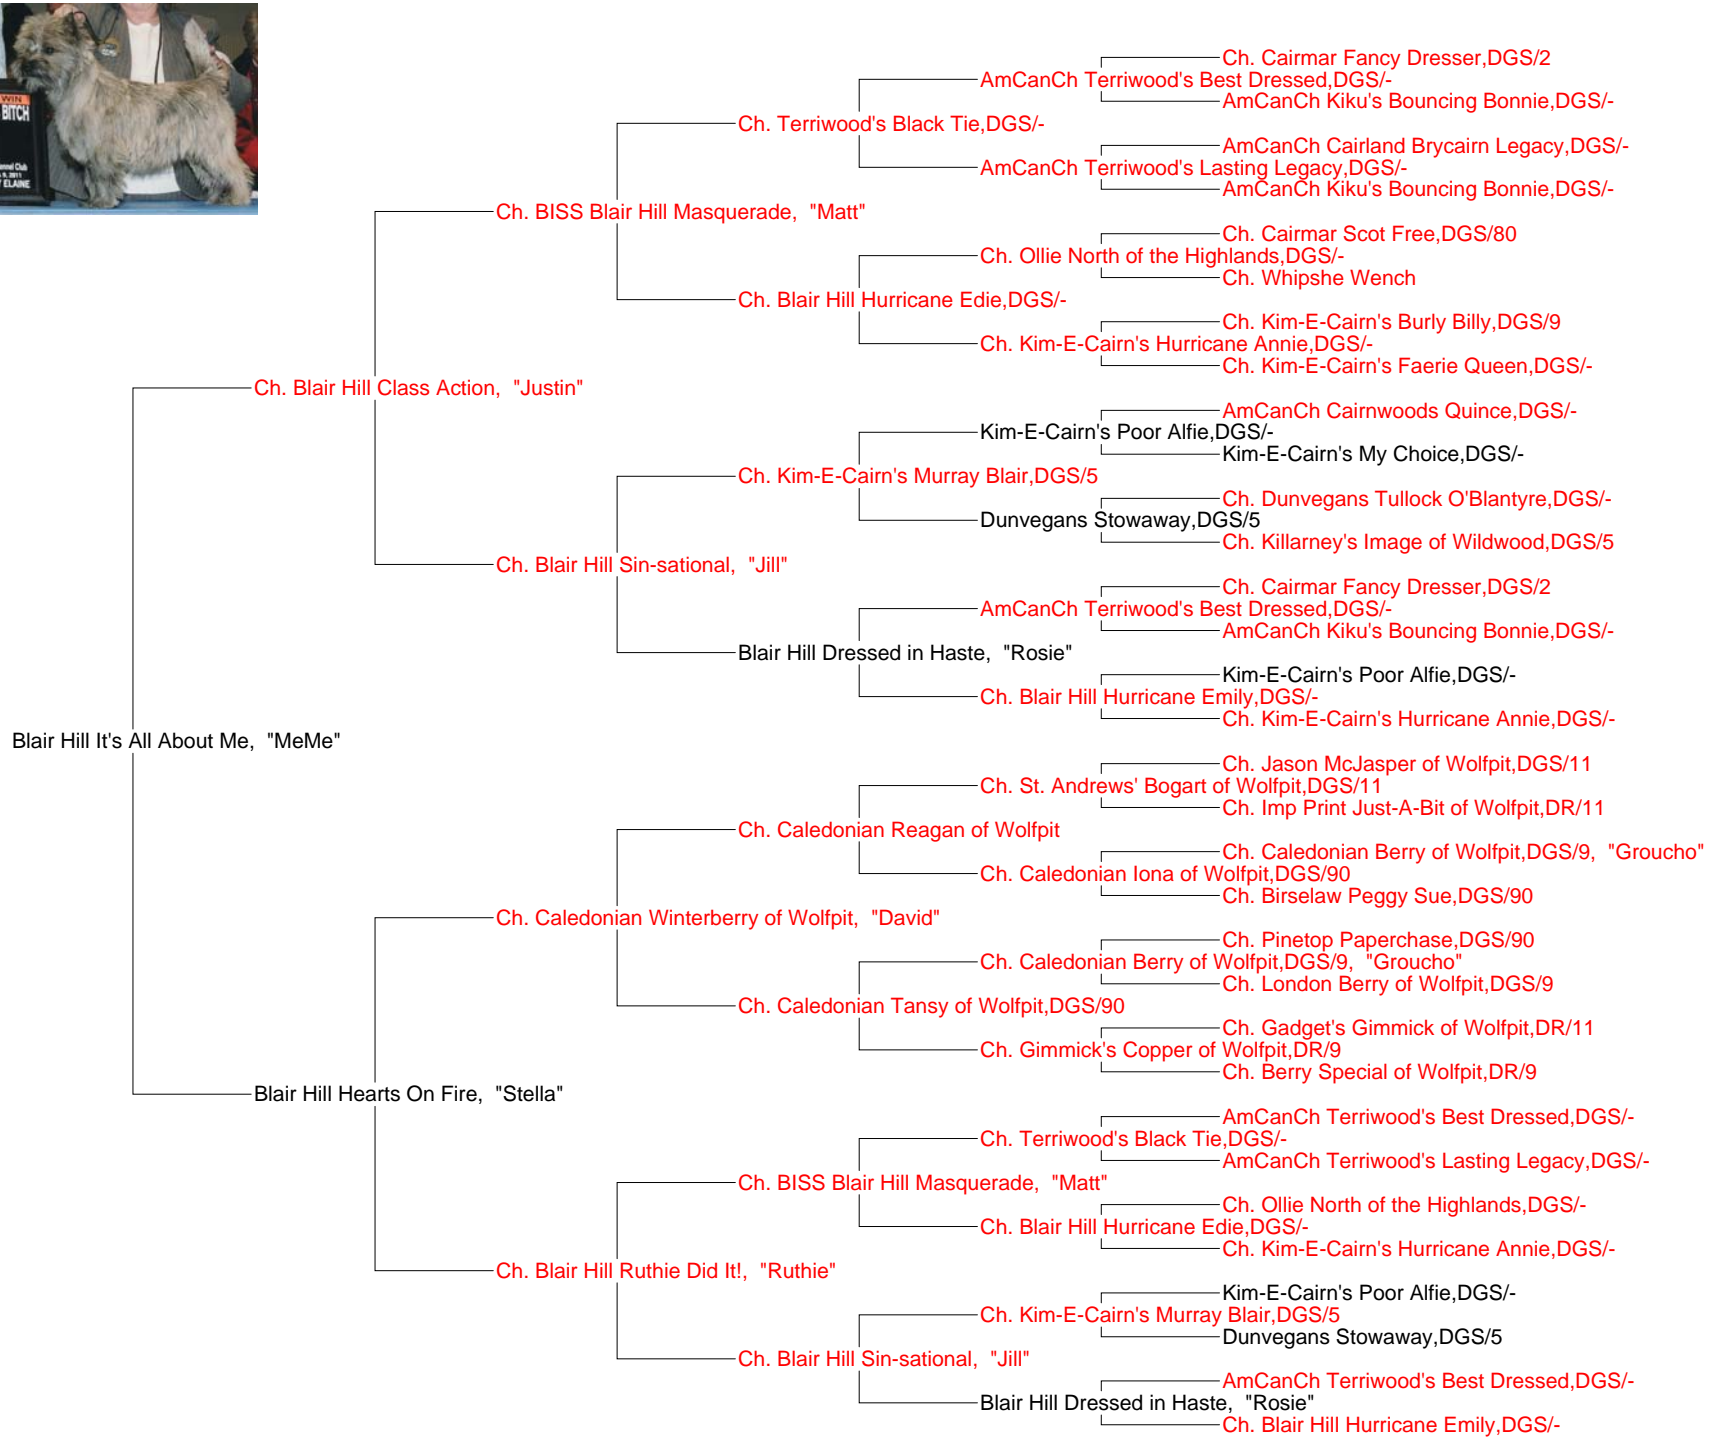 WIN
BITCH
Kennel Club
9, 2011
ELAINE
Ch. Cairmar Fancy Dresser,DGS/2
AmCanCh Terriwood's Best Dressed,DGS/-
AmCanCh Kiku's Bouncing Bonnie,DGS/-
Ch. Terriwood's Black Tie,DGS/-
AmCanCh Cairland Brycairn Legacy,DGS/-
AmCanCh Terriwood's Lasting Legacy,DGS/-
AmCanCh Kiku's Bouncing Bonnie,DGS/-
Ch. BISS Blair Hill Masquerade, "Matt"
Ch. Cairmar Scot Free,DGS/80
Ch. Ollie North of the Highlands,DGS/-
Ch. Whipshe Wench
Ch. Blair Hill Hurricane Edie,DGS/-
Ch. Kim-E-Cairn's Burly Billy,DGS/9
Ch. Kim-E-Cairn's Hurricane Annie,DGS/-
Ch. Kim-E-Cairn's Faerie Queen,DGS/-
Ch. Blair Hill Class Action, "Justin"
AmCanCh Cairnwoods Quince,DGS/-
Kim-E-Cairn's Poor Alfie,DGS/-
Kim-E-Cairn's My Choice,DGS/-
Ch. Kim-E-Cairn's Murray Blair,DGS/5
Ch. Dunvegans Tullock O'Blantyre,DGS/-
Dunvegans Stowaway,DGS/5
Ch. Killarney's Image of Wildwood,DGS/5
Ch. Blair Hill Sin-sational, "Jill"
Ch. Cairmar Fancy Dresser,DGS/2
AmCanCh Terriwood's Best Dressed,DGS/-
AmCanCh Kiku's Bouncing Bonnie,DGS/-
Blair Hill Dressed in Haste, "Rosie"
Kim-E-Cairn's Poor Alfie,DGS/-
Ch. Blair Hill Hurricane Emily,DGS/-
Ch. Kim-E-Cairn's Hurricane Annie,DGS/-
Blair Hill It's All About Me, "MeMe"
Ch. Jason McJasper of Wolfpit,DGS/11
Ch. St. Andrews' Bogart of Wolfpit,DGS/11
Ch. Imp Print Just-A-Bit of Wolfpit,DR/11
Ch. Caledonian Reagan of Wolfpit
Ch. Caledonian Berry of Wolfpit,DGS/9, "Groucho"
Ch. Caledonian Iona of Wolfpit,DGS/90
Ch. Birselaw Peggy Sue,DGS/90
Ch. Caledonian Winterberry of Wolfpit, "David"
Ch. Pinetop Paperchase,DGS/90
Ch. Caledonian Berry of Wolfpit,DGS/9, "Groucho"
Ch. London Berry of Wolfpit,DGS/9
Ch. Caledonian Tansy of Wolfpit,DGS/90
Ch. Gadget's Gimmick of Wolfpit,DR/11
Ch. Gimmick's Copper of Wolfpit,DR/9
Ch. Berry Special of Wolfpit,DR/9
Blair Hill Hearts On Fire, "Stella"
AmCanCh Terriwood's Best Dressed,DGS/-
Ch. Terriwood's Black Tie,DGS/-
AmCanCh Terriwood's Lasting Legacy,DGS/-
Ch. BISS Blair Hill Masquerade, "Matt"
Ch. Ollie North of the Highlands,DGS/-
Ch. Blair Hill Hurricane Edie,DGS/-
Ch. Kim-E-Cairn's Hurricane Annie,DGS/-
Ch. Blair Hill Ruthie Did It!, "Ruthie"
Kim-E-Cairn's Poor Alfie,DGS/-
Ch. Kim-E-Cairn's Murray Blair,DGS/5
Dunvegans Stowaway,DGS/5
Ch. Blair Hill Sin-sational, "Jill"
AmCanCh Terriwood's Best Dressed,DGS/-
Blair Hill Dressed in Haste, "Rosie"
Ch. Blair Hill Hurricane Emily,DGS/-